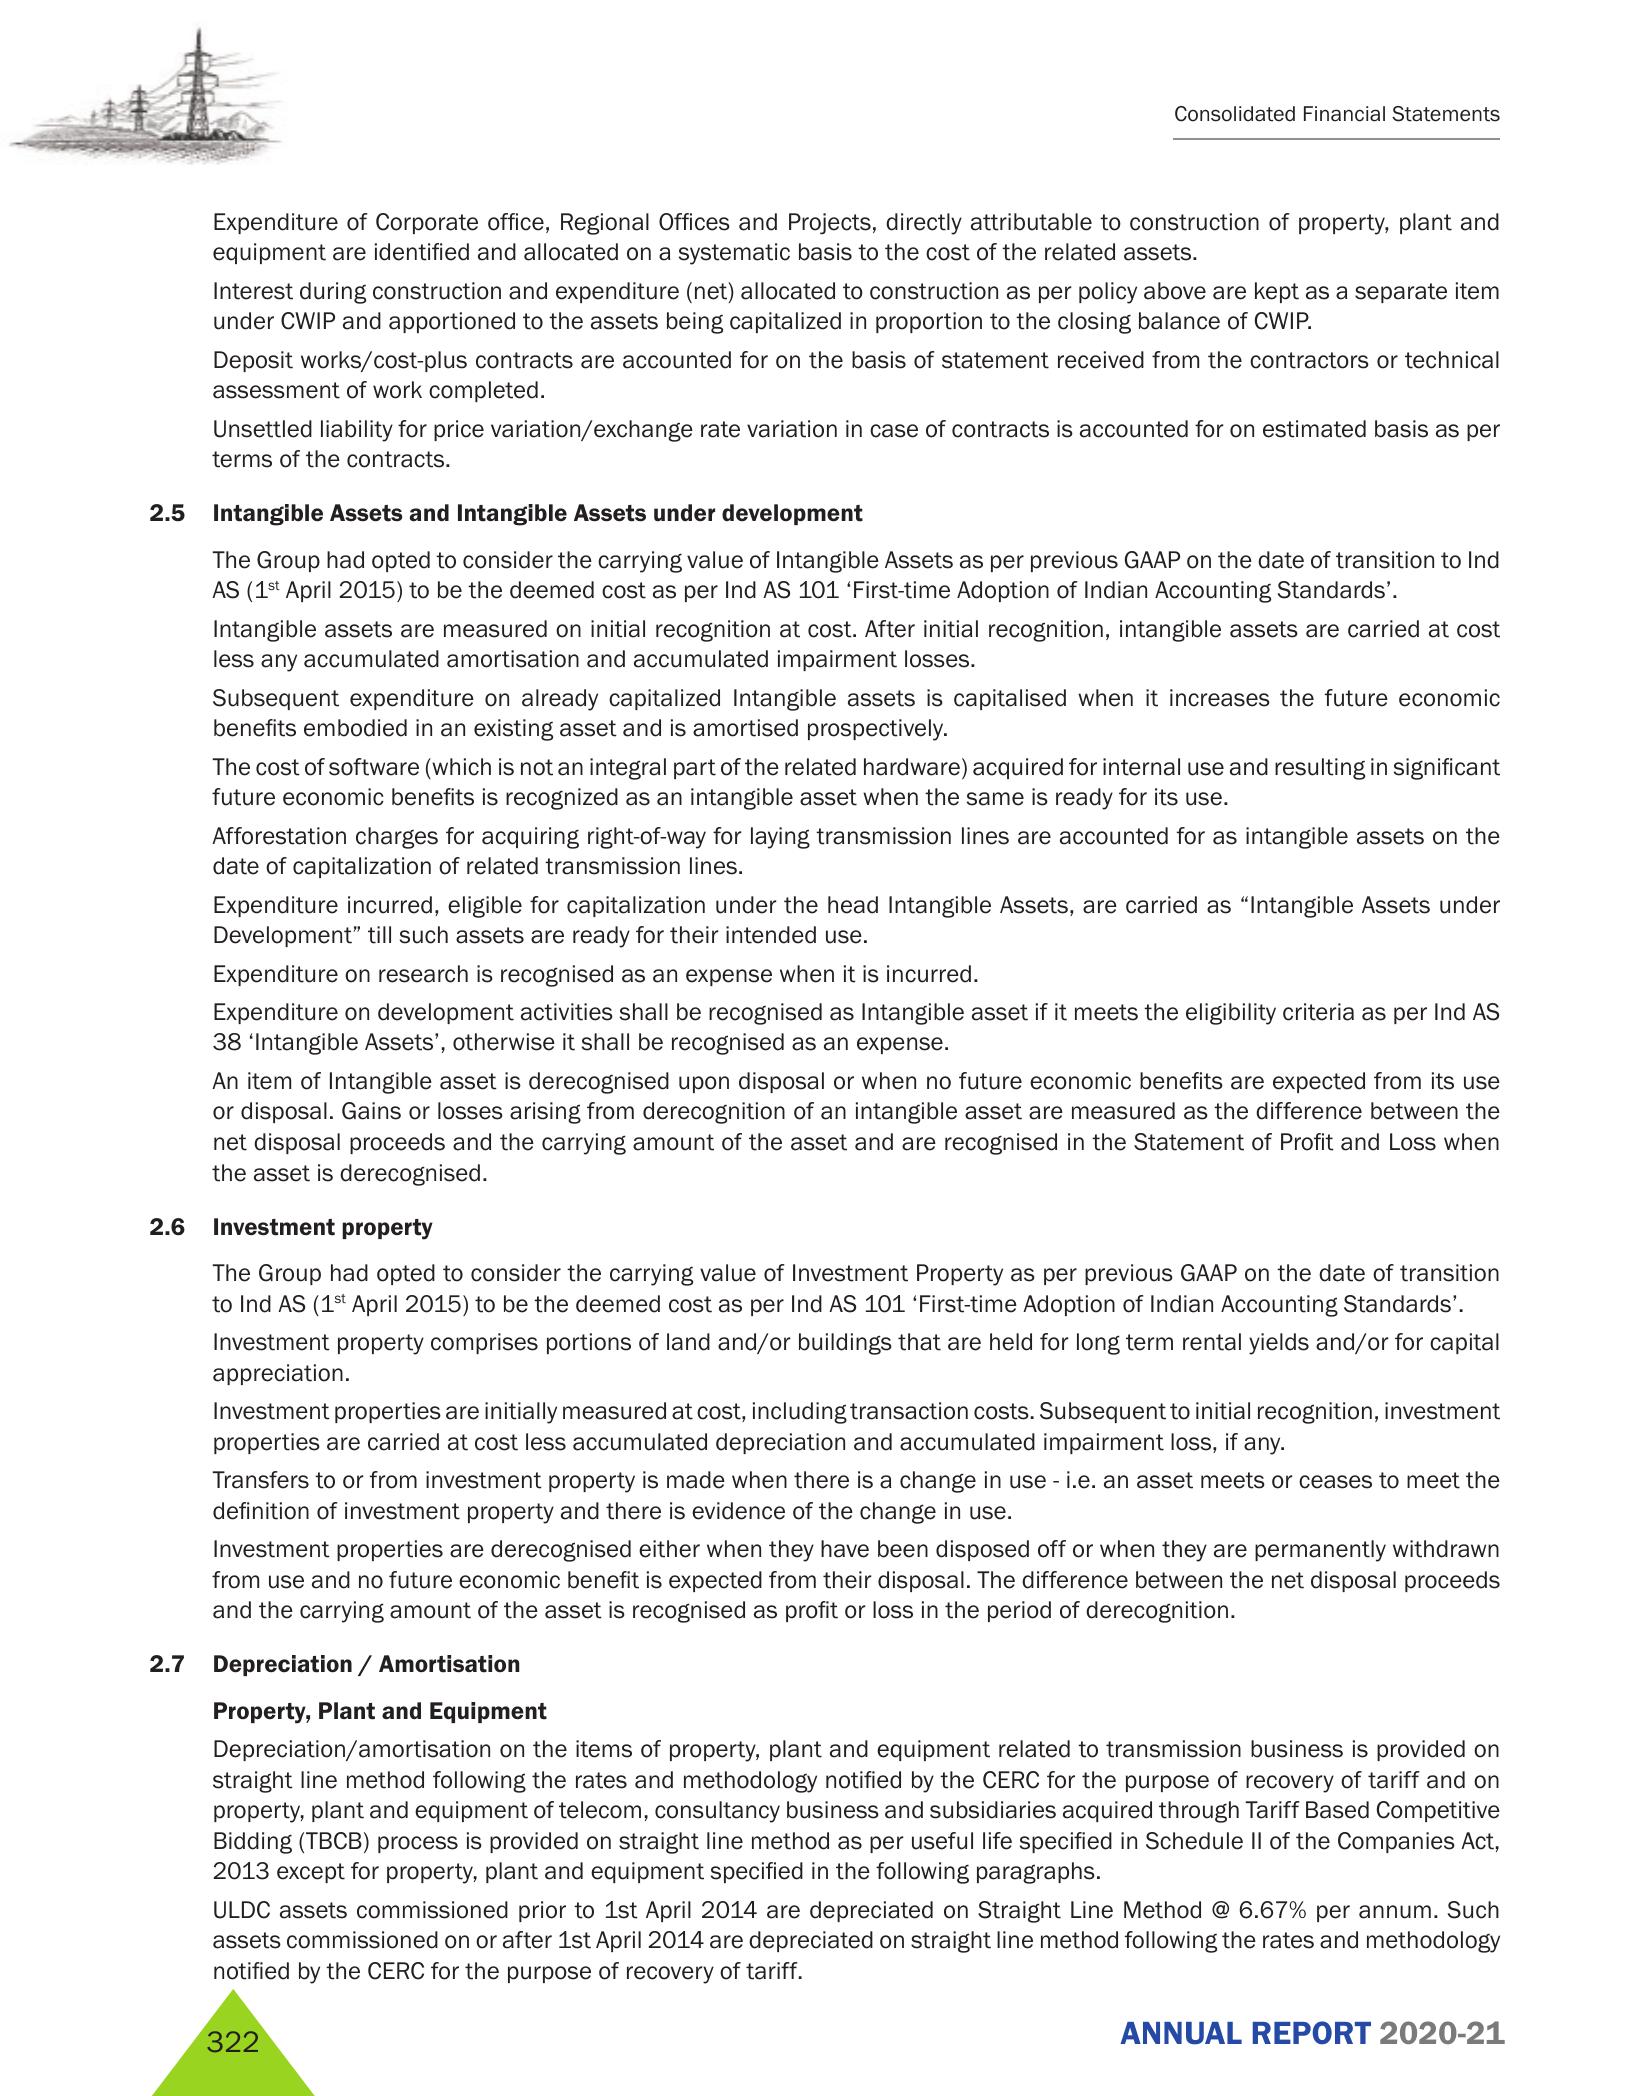 Consolidated Financial Statements
Expenditure of Corporate office, Regional Offices and Projects, directly attributable to construction of property, plant and
equipment are identified and allocated on a systematic basis to the cost of the related assets.
Interest during construction and expenditure (net) allocated to construction as per policy above are kept as a separate item
under CWIP and apportioned to the assets being capitalized in proportion to the closing balance of CWIP.
Deposit works/cost-plus contracts are accounted for on the basis of statement received from the contractors or technical
assessment of work completed.
Unsettled liability for price variation/exchange rate variation in case of contracts is accounted for on estimated basis as per
terms of the contracts.
2.5 Intangible Assets and Intangible Assets under development
The Group had opted to consider the carrying value of Intangible Assets as per previous GAAP on the date of transition to Ind
AS (1st April 2015) to be the deemed cost as per Ind AS 101 ‘First-time Adoption of Indian Accounting Standards’.
Intangible assets are measured on initial recognition at cost. After initial recognition, intangible assets are carried at cost
less any accumulated amortisation and accumulated impairment losses.
Subsequent expenditure on already capitalized Intangible assets is capitalised when it increases the future economic
benefits embodied in an existing asset and is amortised prospectively.
The cost of software (which is not an integral part of the related hardware) acquired for internal use and resulting in significant
future economic benefits is recognized as an intangible asset when the same is ready for its use.
Afforestation charges for acquiring right-of-way for laying transmission lines are accounted for as intangible assets on the
date of capitalization of related transmission lines.
Expenditure incurred, eligible for capitalization under the head Intangible Assets, are carried as “Intangible Assets under
Development” till such assets are ready for their intended use.
Expenditure on research is recognised as an expense when it is incurred.
Expenditure on development activities shall be recognised as Intangible asset if it meets the eligibility criteria as per Ind AS
38 ‘Intangible Assets’, otherwise it shall be recognised as an expense.
An item of Intangible asset is derecognised upon disposal or when no future economic benefits are expected from its use
or disposal. Gains or losses arising from derecognition of an intangible asset are measured as the difference between the
net disposal proceeds and the carrying amount of the asset and are recognised in the Statement of Profit and Loss when
the asset is derecognised.
2.6 Investment property
The Group had opted to consider the carrying value of Investment Property as per previous GAAP on the date of transition
to Ind AS (1st April 2015) to be the deemed cost as per Ind AS 101 ‘First-time Adoption of Indian Accounting Standards’.
Investment property comprises portions of land and/or buildings that are held for long term rental yields and/or for capital
appreciation.
Investment properties are initially measured at cost, including transaction costs. Subsequent to initial recognition, investment
properties are carried at cost less accumulated depreciation and accumulated impairment loss, if any.
Transfers to or from investment property is made when there is a change in use - i.e. an asset meets or ceases to meet the
definition of investment property and there is evidence of the change in use.
Investment properties are derecognised either when they have been disposed off or when they are permanently withdrawn
from use and no future economic benefit is expected from their disposal. The difference between the net disposal proceeds
and the carrying amount of the asset is recognised as profit or loss in the period of derecognition.
2.7 Depreciation / Amortisation
Property, Plant and Equipment
Depreciation/amortisation on the items of property, plant and equipment related to transmission business is provided on
straight line method following the rates and methodology notified by the CERC for the purpose of recovery of tariff and on
property, plant and equipment of telecom, consultancy business and subsidiaries acquired through Tariff Based Competitive
Bidding (TBCB) process is provided on straight line method as per useful life specified in Schedule II of the Companies Act,
2013 except for property, plant and equipment specified in the following paragraphs.
ULDC assets commissioned prior to 1st April 2014 are depreciated on Straight Line Method @ 6.67% per annum. Such
assets commissioned on or after 1st April 2014 are depreciated on straight line method following the rates and methodology
notified by the CERC for the purpose of recovery of tariff.
322
ANNUAL REPORT 2020-21